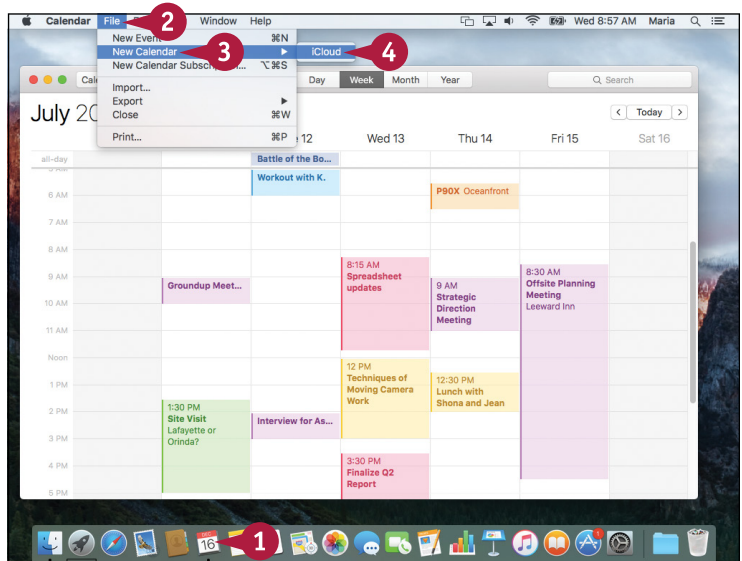 Calendar File Window Help Wed 8:57 AM Maria
2
New Event ⌘N
New Calendar ▶ iCloud
3
4
New Calendar Subscription... ⌥⌘S
Import...
Export ▶
Close ⌘W
Print... ⌘P
Day Week Month Year Search
July < Today >
12 Wed 13 Thu 14 Fri 15 Sat 16
all-day Battle of the Bo...
Workout with K.
6 AM
P90X Oceanfront
7 AM
8 AM
8:15 AM
Spreadsheet
updates
8:30 AM
Offsite Planning
Meeting
Leeward Inn
9 AM
Groundup Meet...
9 AM
Strategic
Direction
Meeting
10 AM
11 AM
Noon
12 PM
Techniques of
Moving Camera
Work
12:30 PM
Lunch with
Shona and Jean
1 PM
1:30 PM
Site Visit
Lafayette or
Orinda?
2 PM
Interview for As...
3 PM
3:30 PM
Finalize Q2
Report
4 PM
5 PM
DEC
16
1
1